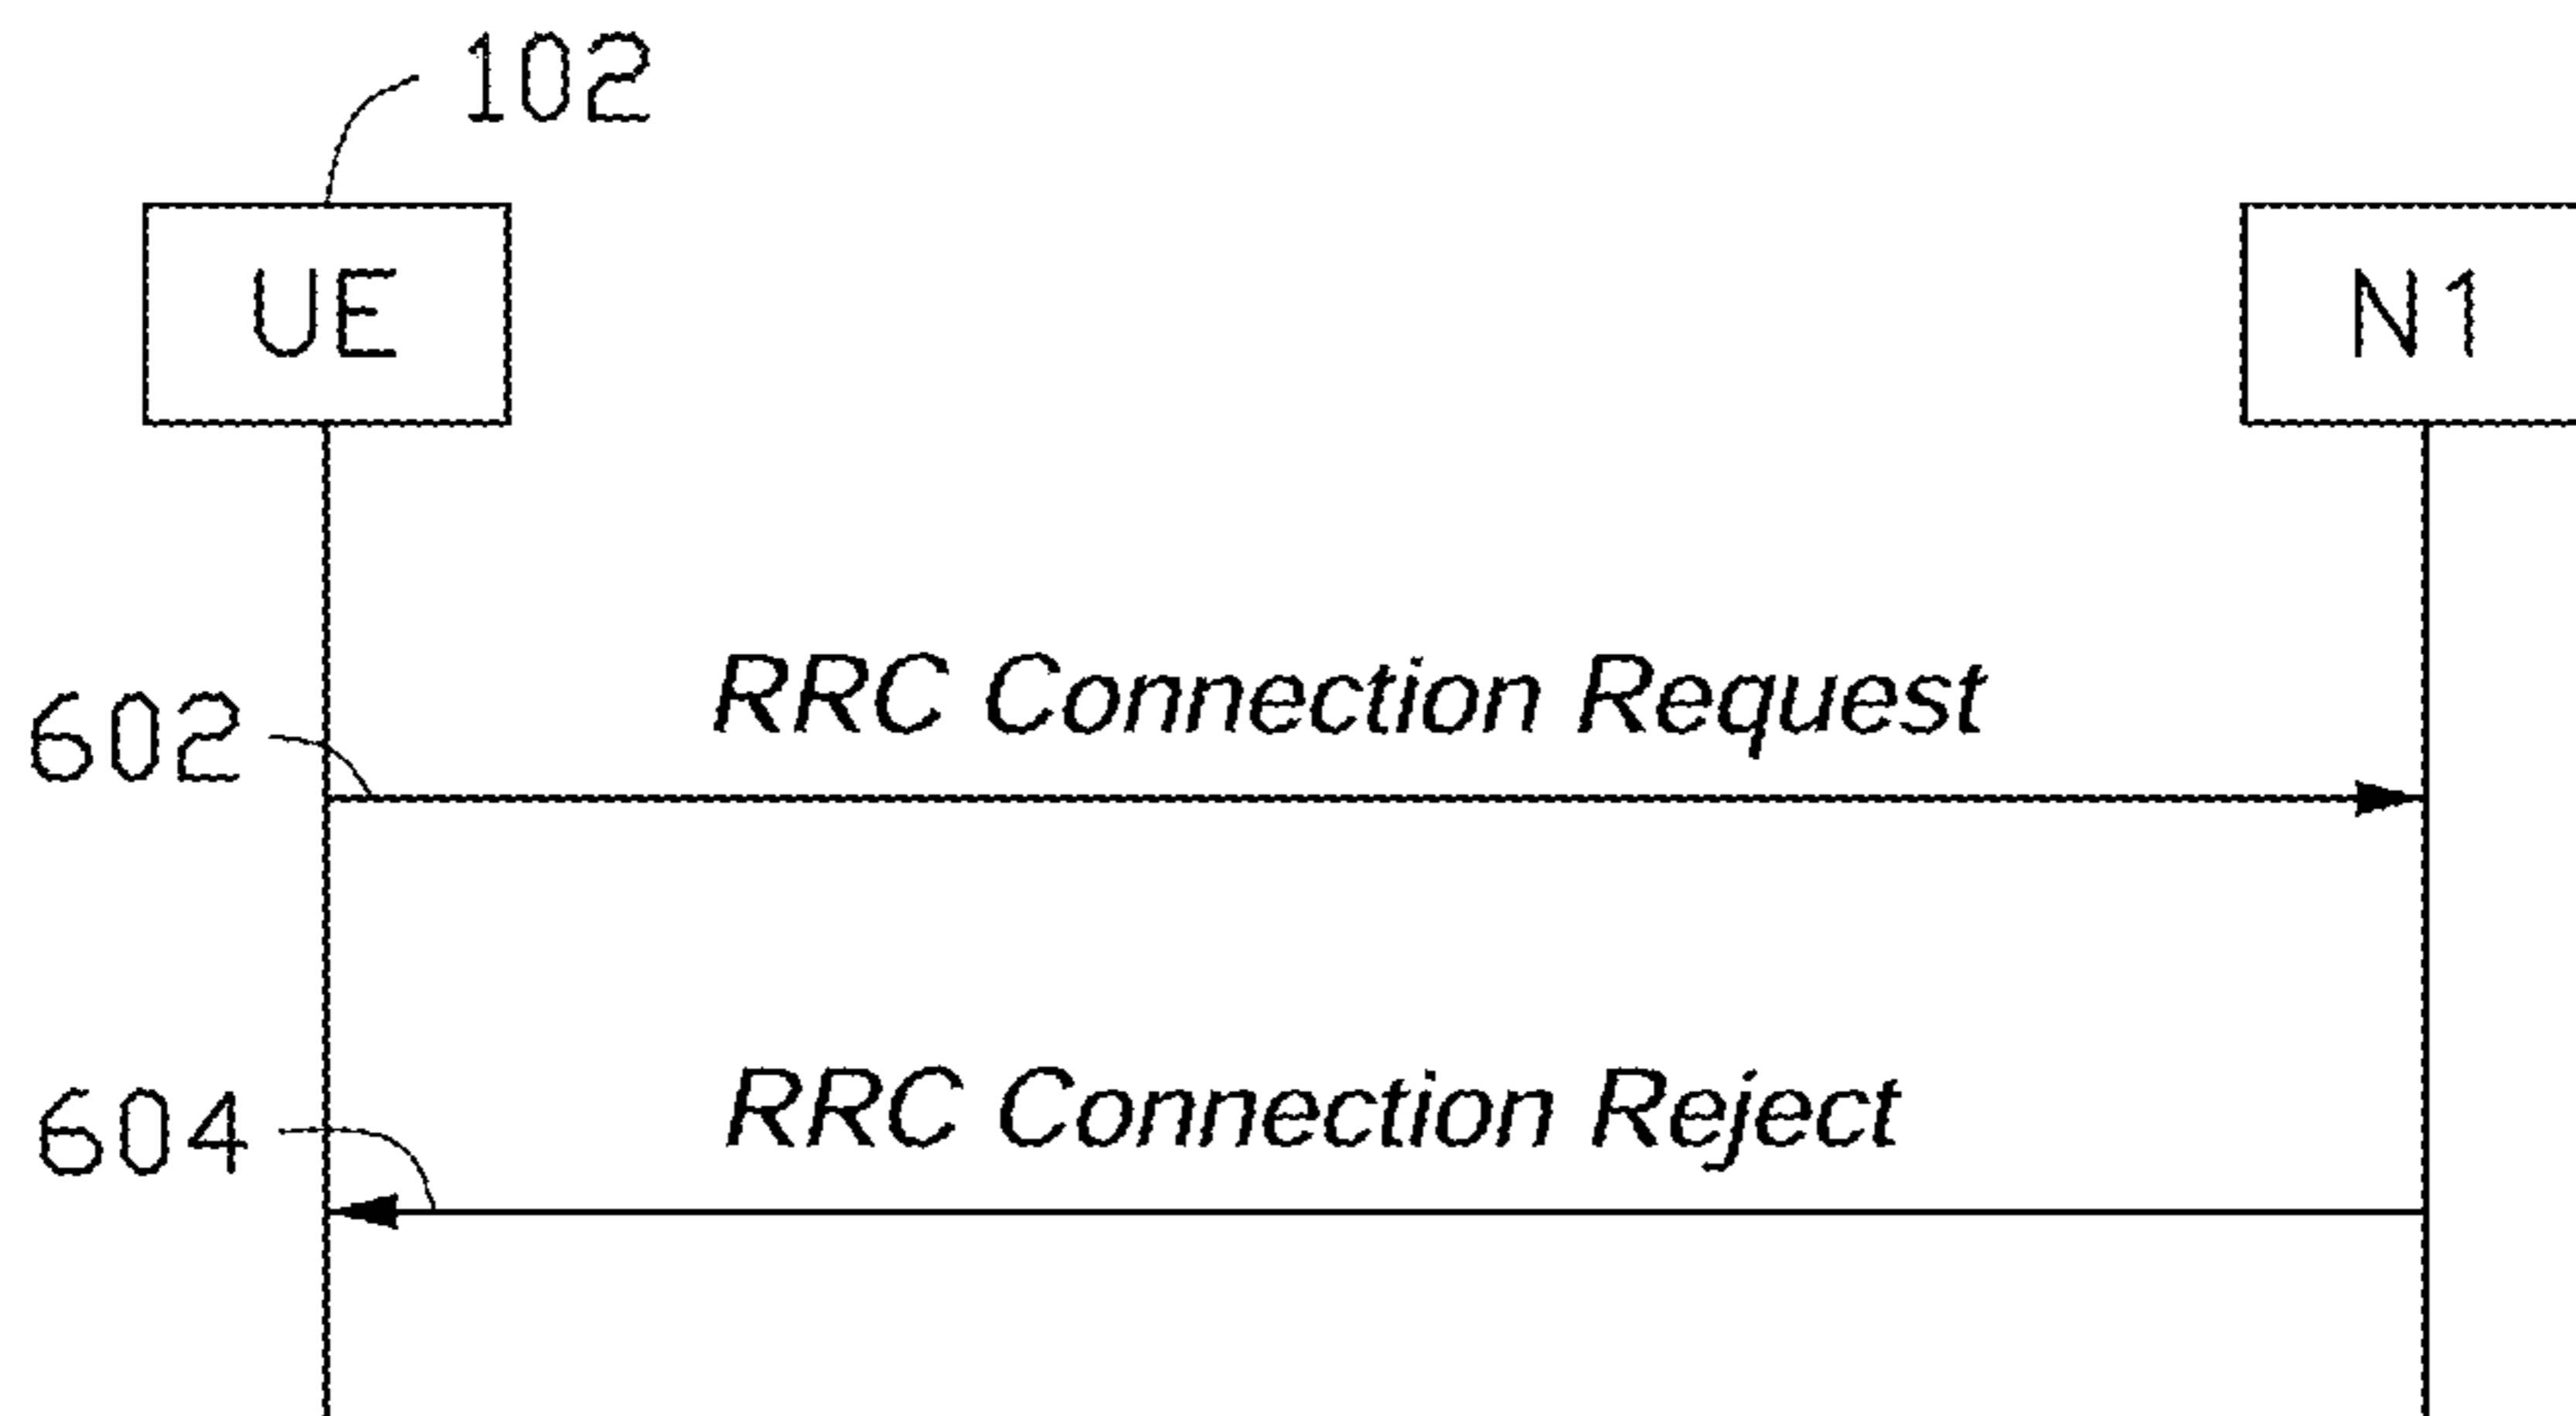 102
UE
N1
RRC Connection Request
602
RRC Connection Reject
604